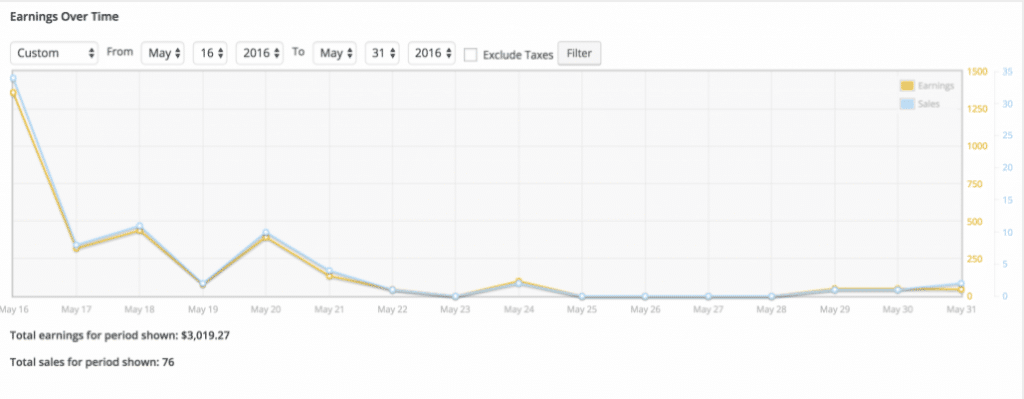 Earnings Over Time
Custom From May 16 2016 To May 31 2016 Exclude Taxes Filter
1500 35
Earnings
Sales
1250 30
25
1000
20
750
15
500
10
250
5
0 0
May 16 May 17 May 18 May 19 May 20 May 21 May 22 May 23 May 24 May 25 May 26 May 27 May 28 May 29 May 30 May 31
Total earnings for period shown: $3,019.27
Total sales for period shown: 76